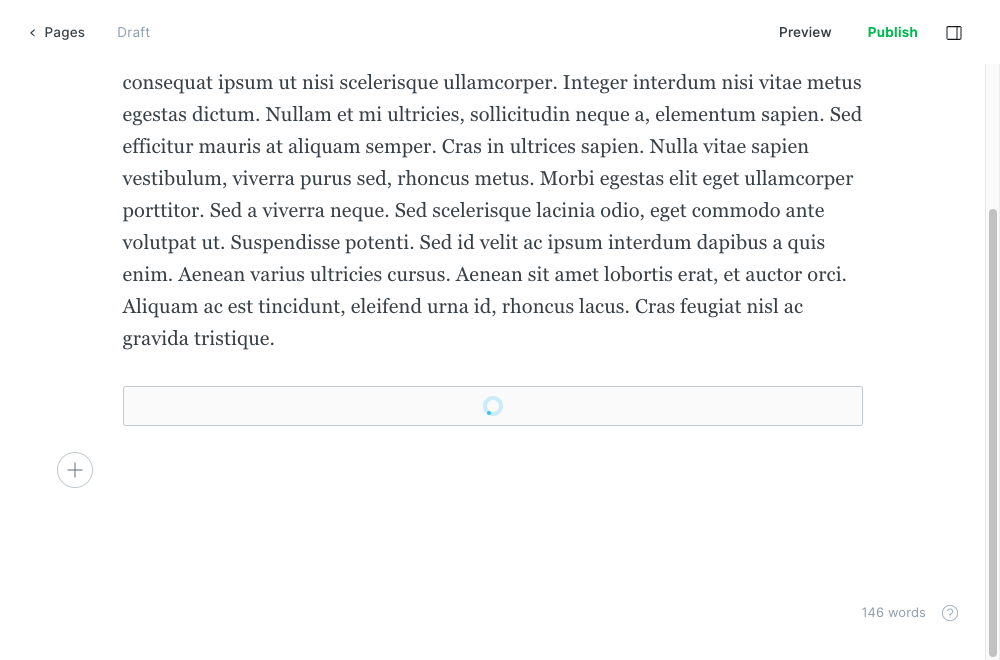 Pages
Draft
Preview
Publish
consequat ipsum ut nisi scelerisque ullamcorper. Integer interdum nisi vitae metus
egestas dictum. Nullam et mi ultricies, sollicitudin neque a, elementum sapien. Sed
efficitur mauris at aliquam semper. Cras in ultrices sapien. Nulla vitae sapien
vestibulum, viverra purus sed, rhoncus metus. Morbi egestas elit eget ullamcorper
porttitor. Sed a viverra neque. Sed scelerisque lacinia odio, eget commodo ante
volutpat ut. Suspendisse potenti. Sed id velit ac ipsum interdum dapibus a quis
enim. Aenean varius ultricies cursus. Aenean sit amet lobortis erat, et auctor orci.
Aliquam ac est tincidunt, eleifend urna id, rhoncus lacus. Cras feugiat nisl ac
gravida tristique.
146 words